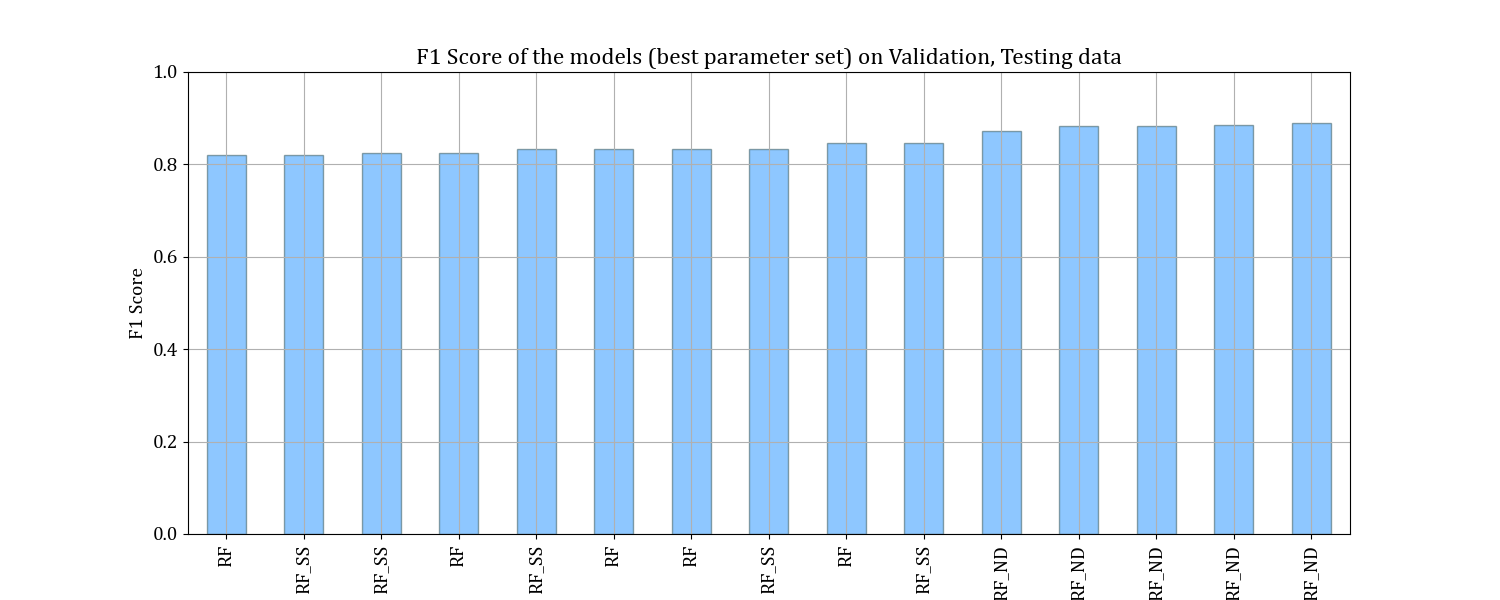 F1 Score of the models (best parameter set) on Validation, Testing data
1.0
0.8
0.6
0.4
0.2
0.0
F1 Score
RF
RF_SS
RF_SS
RF
RF_SS
RF
RF
RF_SS
RF
RF_SS
RF_ND
RF_ND
RF_ND
RF_ND
RF_ND